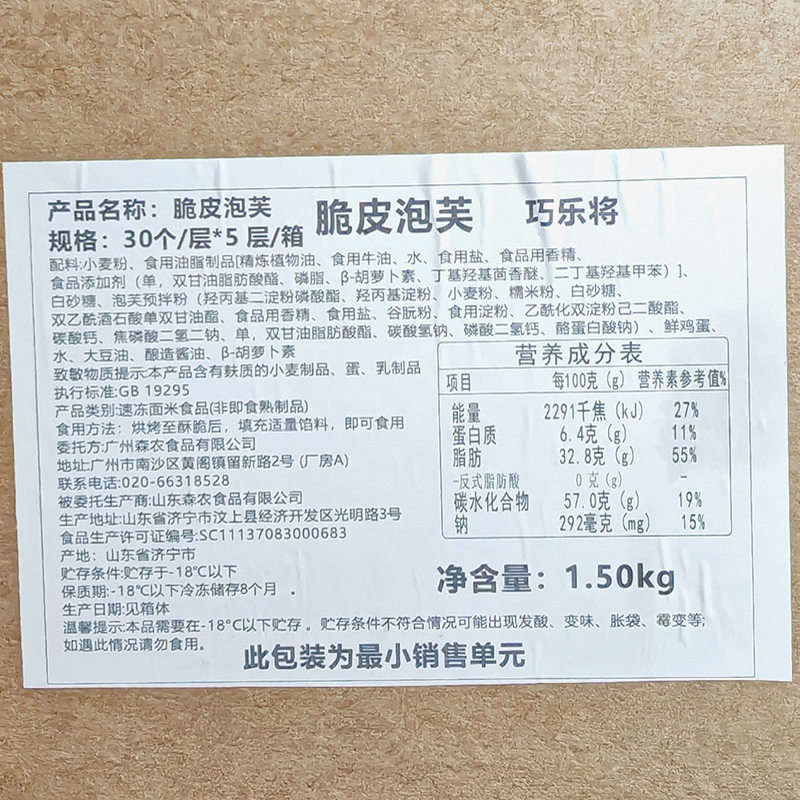 产品名称：脆皮泡芙 脆皮泡芙 巧乐将
规格：30个/层*5 层/箱
配料:小麦粉、食用油脂制品[精炼植物油、食用牛油、水、食用盐、食品用香精、
食品添加剂（单，双甘油脂肪酸酯、磷脂、β-胡萝卜素、丁基羟基茴香醚、二丁基羟基甲苯）]、
白砂糖、泡芙预拌粉（羟丙基二淀粉磷酸酯、羟丙基淀粉、小麦粉、糯米粉、白砂糖、
双乙酰酒石酸单双甘油酯、食品用香精、食用盐、谷朊粉、食用淀粉、乙酰化双淀粉己二酸酯、
碳酸钙、焦磷酸二氢二钠、单，双甘油脂肪酸酯、碳酸氢钠、磷酸二氢钙、酪蛋白酸钠）、鲜鸡蛋、
水、大豆油、酿造酱油、β-胡萝卜素
致敏物质提示:本产品含有麸质的小麦制品、蛋、乳制品
执行标准:GB 19295
产品类别:速冻面米食品(非即食熟制品)
食用方法：烘烤至酥脆后，填充适量馅料，即可食用
委托方:广州森农食品有限公司
地址:广州市南沙区黄阁镇留新路2号 (厂房A)
联系电话:020-66318528
被委托生产商:山东森农食品有限公司
生产地址:山东省济宁市汶上县经济开发区光明路3号
食品生产许可证编号:SC11137083000683
产地：山东省济宁市
贮存条件:贮存于-18°C以下
保质期:-18°C以下冷冻储存8个月 。
生产日期:见箱体
温馨提示:本品需要在-18°C以下贮存 。贮存条件不符合情况可能出现发酸、变味、胀袋、霉变等;
如遇此情况请勿食用。
营养成分表
项目 每100克（g） 营养素参考值%
能量 2291千焦（kJ） 27%
蛋白质 6.4克（g） 11%
脂肪 32.8克（g） 55%
-反式脂肪酸 0 克（g） -
碳水化合物 57.0克（g） 19%
钠 292毫克（mg） 15%
净含量：1.50kg
此包装为最小销售单元